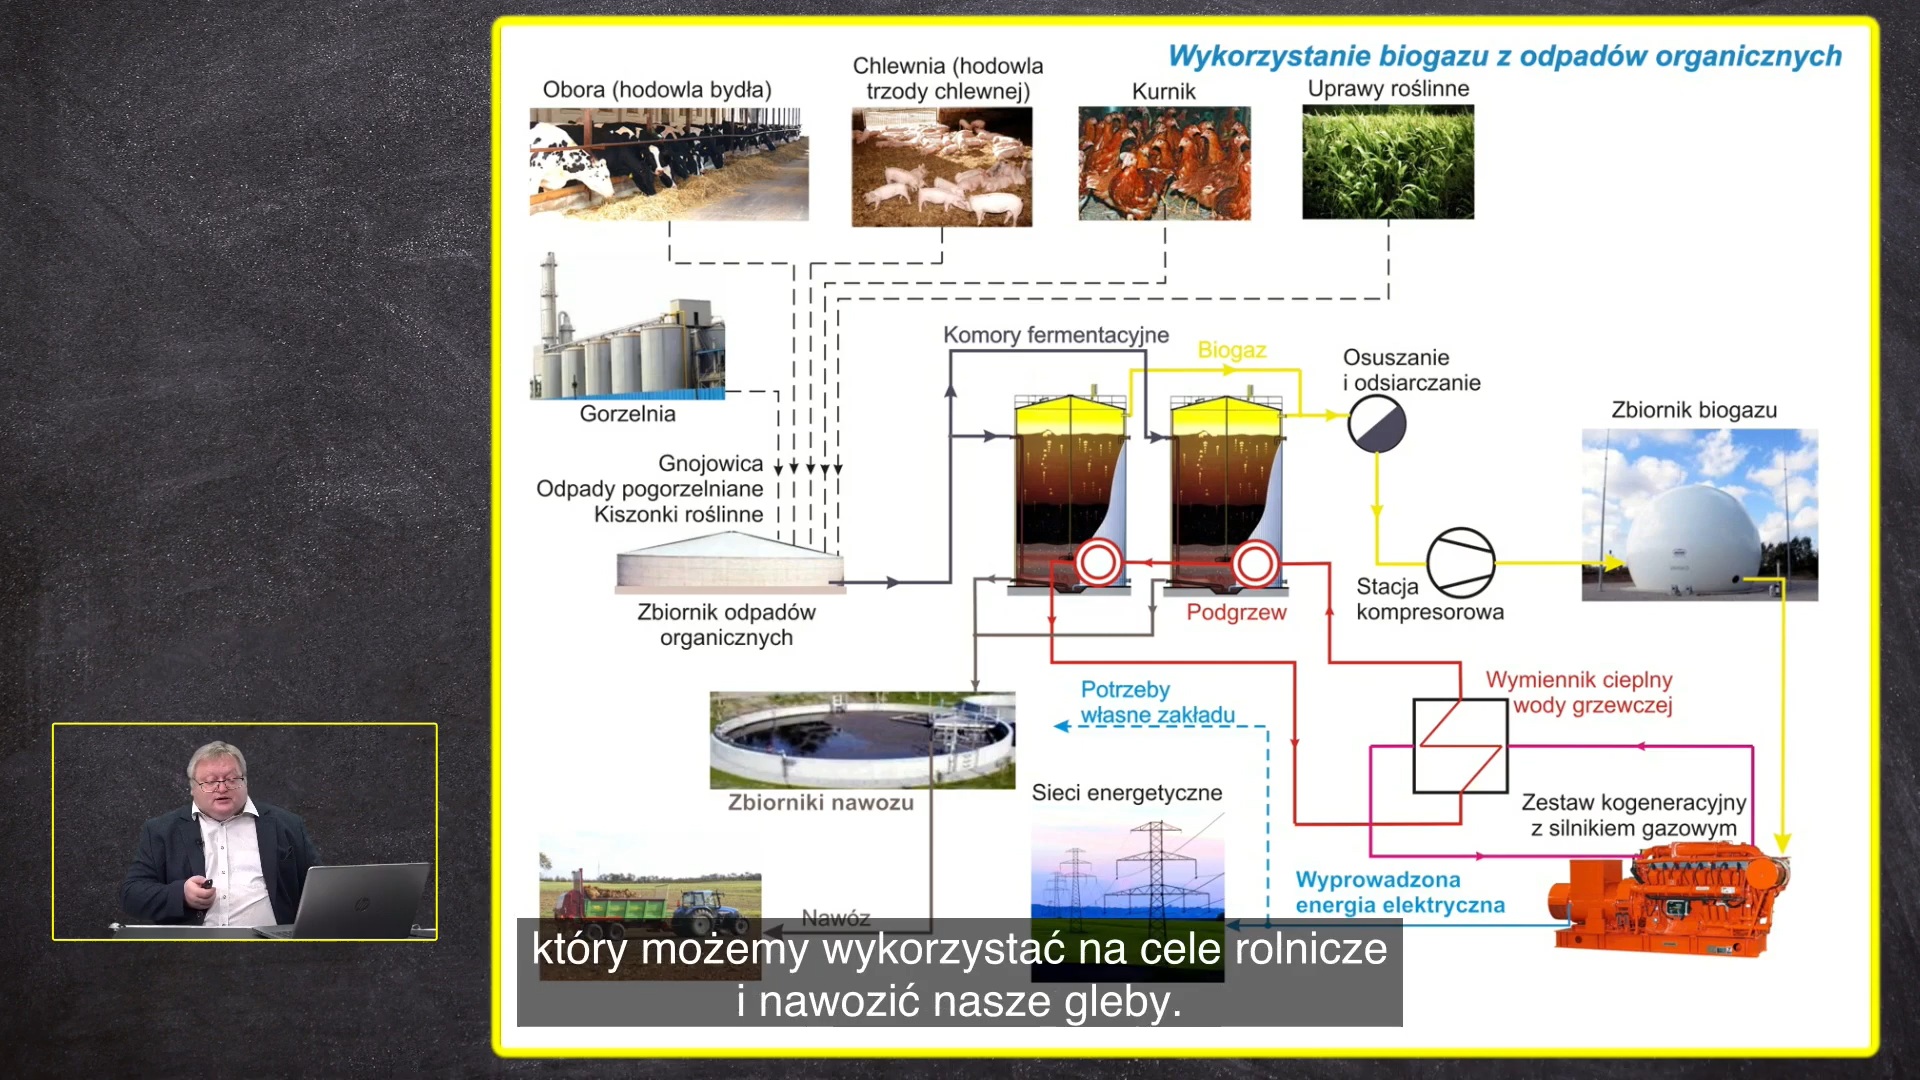 Wykorzystanie biogazu z odpadów organicznych
Obora (hodowla bydła)
Chlewnia (hodowla
trzody chlewnej)
Kurnik
Uprawy roślinne
Gorzelnia
Gnojowica
Odpady pogorzelniane
Kiszonki roślinne
Zbiornik odpadów
organicznych
Komory fermentacyjne
Biogaz
Osuszanie
i odsiarczanie
Zbiornik biogazu
Stacja
kompresorowa
Podgrzew
Wymiennik cieplny
wody grzewczej
Potrzeby
własne zakładu
Zbiorniki nawozu
Sieci energetyczne
Zestaw kogeneracyjny
z silnikiem gazowym
Wyprowadzona
energia elektryczna
Nawóz
który możemy wykorzystać na cele rolnicze
i nawozić nasze gleby.